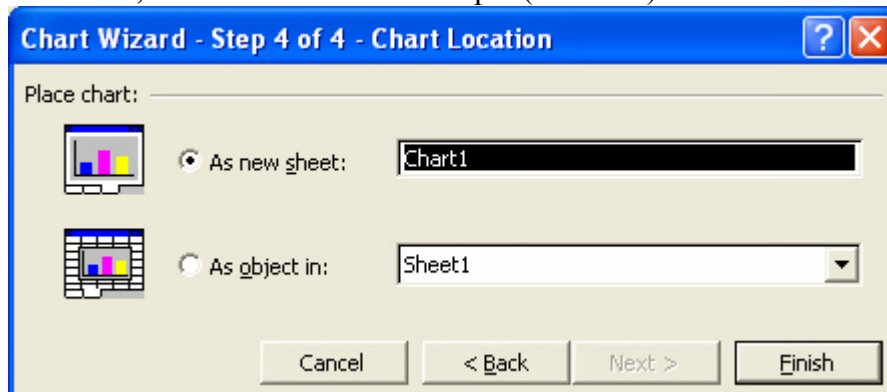 Chart Wizard - Step 4 of 4 - Chart Location
Place chart:
As new sheet: Chart1
As object in: Sheet1
Cancel < Back Next > Finish